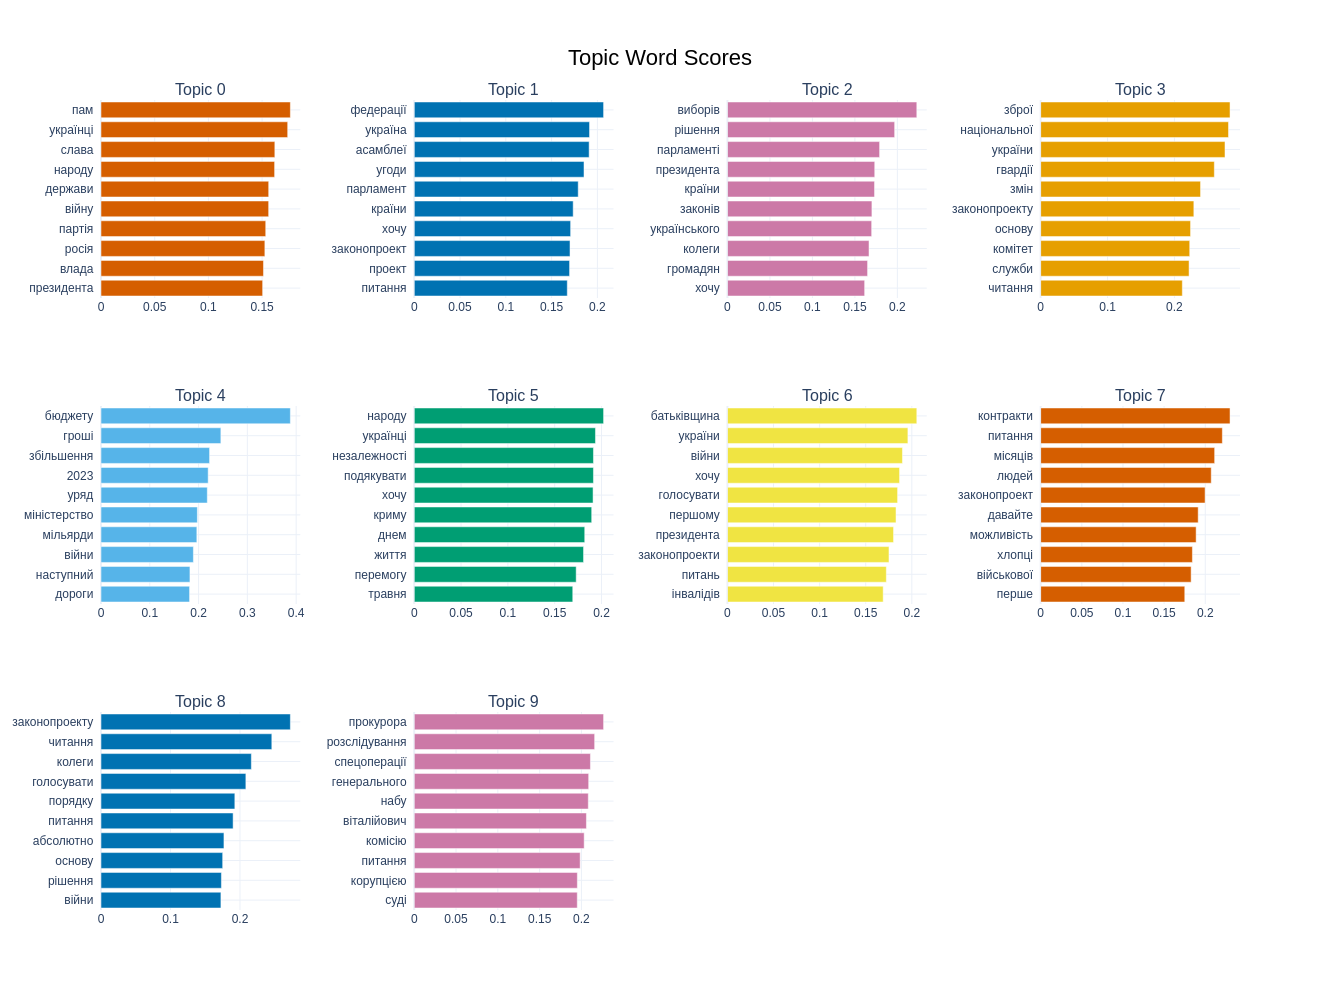 Topic Word Scores
Topic 0
пам
українці
слава
народу
держави
війну
партія
росія
влада
президента
0 0.05 0.1 0.15
Topic 1
федерації
україна
асамблеї
угоди
парламент
країни
хочу
законопроект
проект
питання
0 0.05 0.1 0.15 0.2
Topic 2
виборів
рішення
парламенті
президента
країни
законів
українського
колеги
громадян
хочу
0 0.05 0.1 0.15 0.2
Topic 3
зброї
національної
україни
гвардії
змін
законопроекту
основу
комітет
служби
читання
0 0.1 0.2
Topic 4
бюджету
гроші
збільшення
2023
уряд
міністерство
мільярди
війни
наступний
дороги
0 0.1 0.2 0.3 0.4
Topic 5
народу
українці
незалежності
подякувати
хочу
криму
днем
життя
перемогу
травня
0 0.05 0.1 0.15 0.2
Topic 6
батьківщина
україни
війни
хочу
голосувати
першому
президента
законопроекти
питань
інвалідів
0 0.05 0.1 0.15 0.2
Topic 7
контракти
питання
місяців
людей
законопроект
давайте
можливість
хлопці
військової
перше
0 0.05 0.1 0.15 0.2
Topic 8
законопроекту
читання
колеги
голосувати
порядку
питання
абсолютно
основу
рішення
війни
0 0.1 0.2
Topic 9
прокурора
розслідування
спецоперації
генерального
набу
віталійович
комісію
питання
корупцією
суді
0 0.05 0.1 0.15 0.2